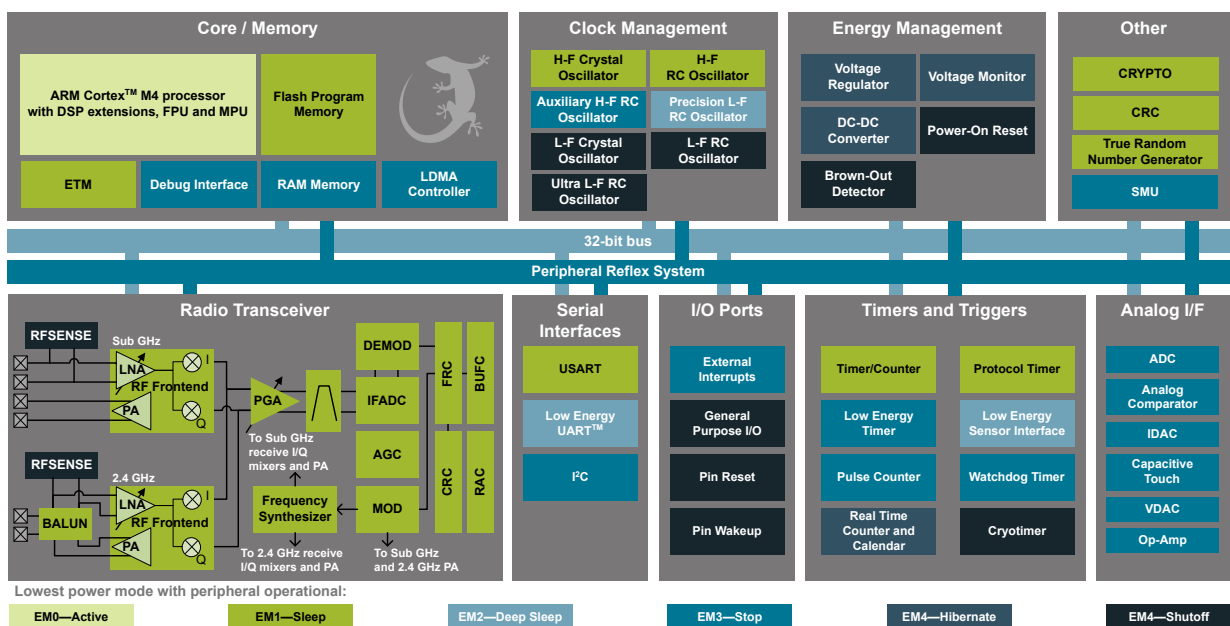 Core / Memory
ARM Cortex™ M4 processor
with DSP extensions, FPU and MPU
Flash Program
Memory
ETM
Debug Interface
RAM Memory
LDMA
Controller
Clock Management
H-F Crystal
Oscillator
H-F
RC Oscillator
Auxiliary H-F RC
Oscillator
Precision L-F
RC Oscillator
L-F Crystal
Oscillator
L-F RC
Oscillator
Ultra L-F RC
Oscillator
Energy Management
Voltage
Regulator
Voltage Monitor
DC-DC
Converter
Power-On Reset
Brown-Out
Detector
Other
CRYPTO
CRC
True Random
Number Generator
SMU
32-bit bus
Peripheral Reflex System
Radio Transceiver
RFSENSE
Sub GHz
LNA
RF Frontend
PA
I
Q
PGA
DEMOD
IFADC
AGC
MOD
FRC
BUFC
CRC
RAC
To Sub GHz
receive I/Q
mixers and PA
Frequency
Synthesizer
To 2.4 GHz receive
I/Q mixers and PA
To Sub GHz
and 2.4 GHz PA
RFSENSE
2.4 GHz
LNA
RF Frontend
BALUN
PA
I
Q
Serial
Interfaces
USART
Low Energy
UART™
I²C
I/O Ports
External
Interrupts
General
Purpose I/O
Pin Reset
Pin Wakeup
Timers and Triggers
Timer/Counter
Protocol Timer
Low Energy
Timer
Low Energy
Sensor Interface
Pulse Counter
Watchdog Timer
Real Time
Counter and
Calendar
Cryotimer
Analog I/F
ADC
Analog
Comparator
IDAC
Capacitive
Touch
VDAC
Op-Amp
Lowest power mode with peripheral operational:
EM0—Active
EM1—Sleep
EM2—Deep Sleep
EM3—Stop
EM4—Hibernate
EM4—Shutoff